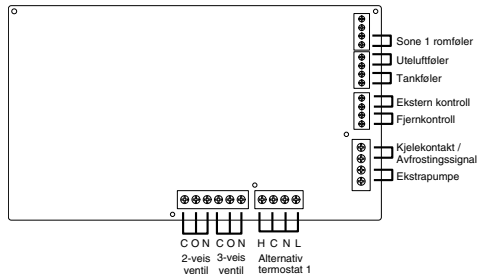 Sone 1 romføler
Uteluftføler
Tankføler
Ekstern kontroll
Fjernkontroll
Kjelekontakt /
Avfrostingssignal
Ekstrapumpe
C O N C O N H C N L
2-veis 3-veis Alternativ
ventil ventil termostat 1